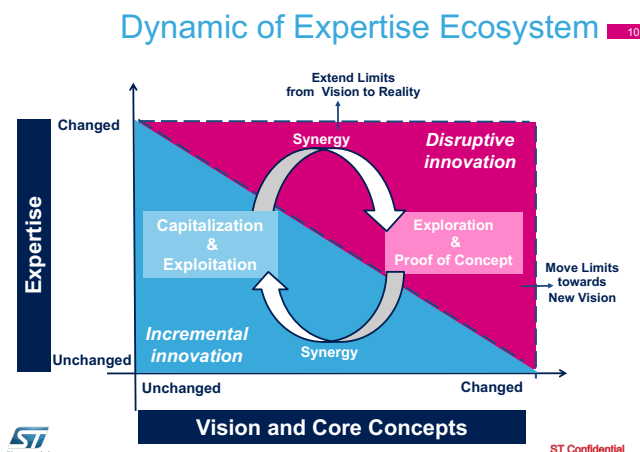 Dynamic of Expertise Ecosystem
10
Extend Limits
from Vision to Reality
Changed
Synergy
Disruptive
innovation
Expertise
Capitalization
&
Exploitation
Exploration
&
Proof of Concept
Move Limits
towards
New Vision
Incremental
innovation
Synergy
Unchanged
Unchanged
Changed
Vision and Core Concepts
ST
ST Confidential